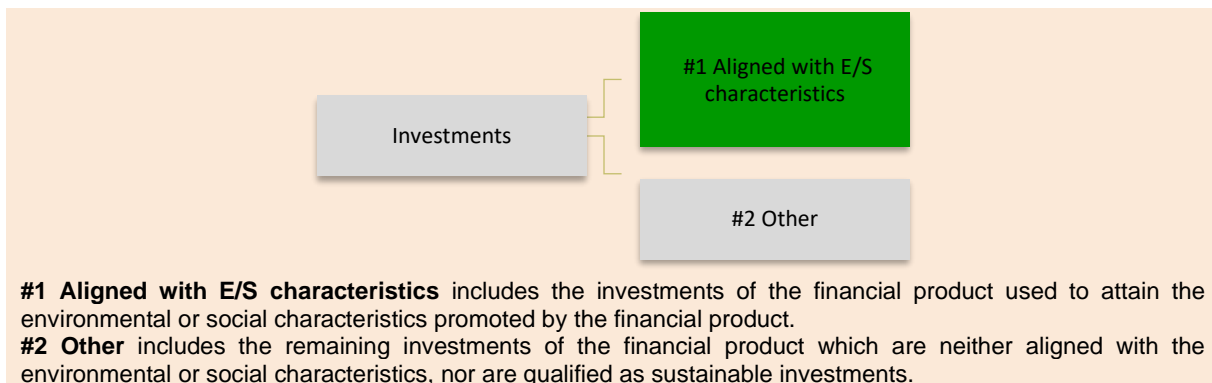 #1 Aligned with E/S
characteristics
Investments
#2 Other
#1 Aligned with E/S characteristics includes the investments of the financial product used to attain the
environmental or social characteristics promoted by the financial product.
#2 Other includes the remaining investments of the financial product which are neither aligned with the
environmental or social characteristics, nor are qualified as sustainable investments.